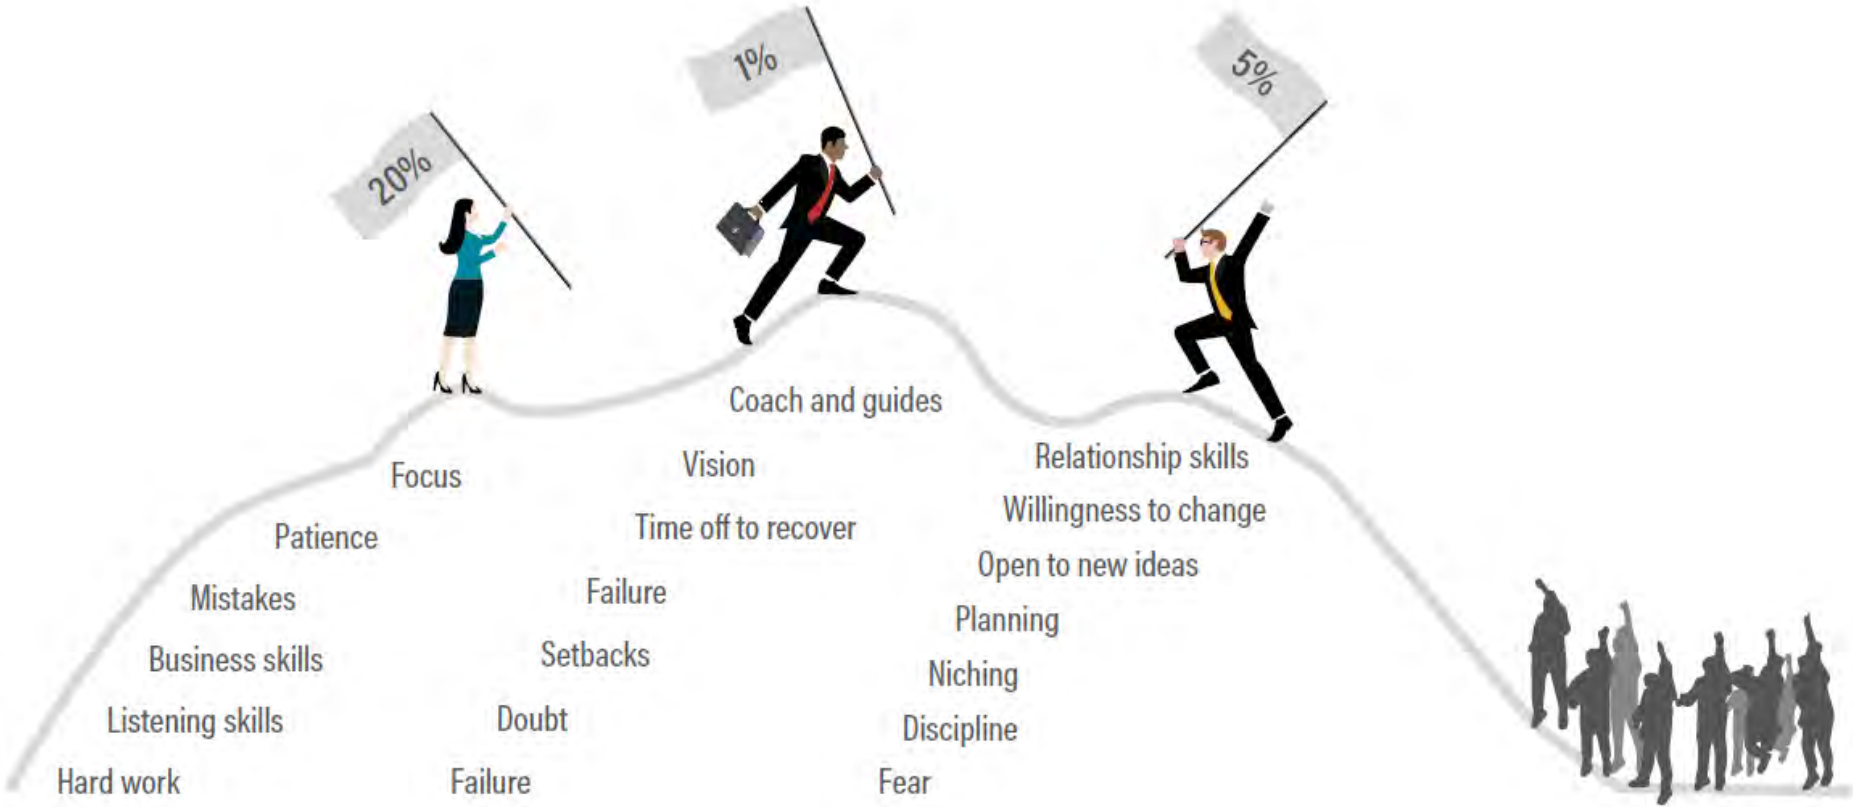 20%
1%
5%
Focus
Patience
Mistakes
Business skills
Listening skills
Hard work
Coach and guides
Vision
Time off to recover
Failure
Setbacks
Doubt
Failure
Relationship skills
Willingness to change
Open to new ideas
Planning
Niching
Discipline
Fear